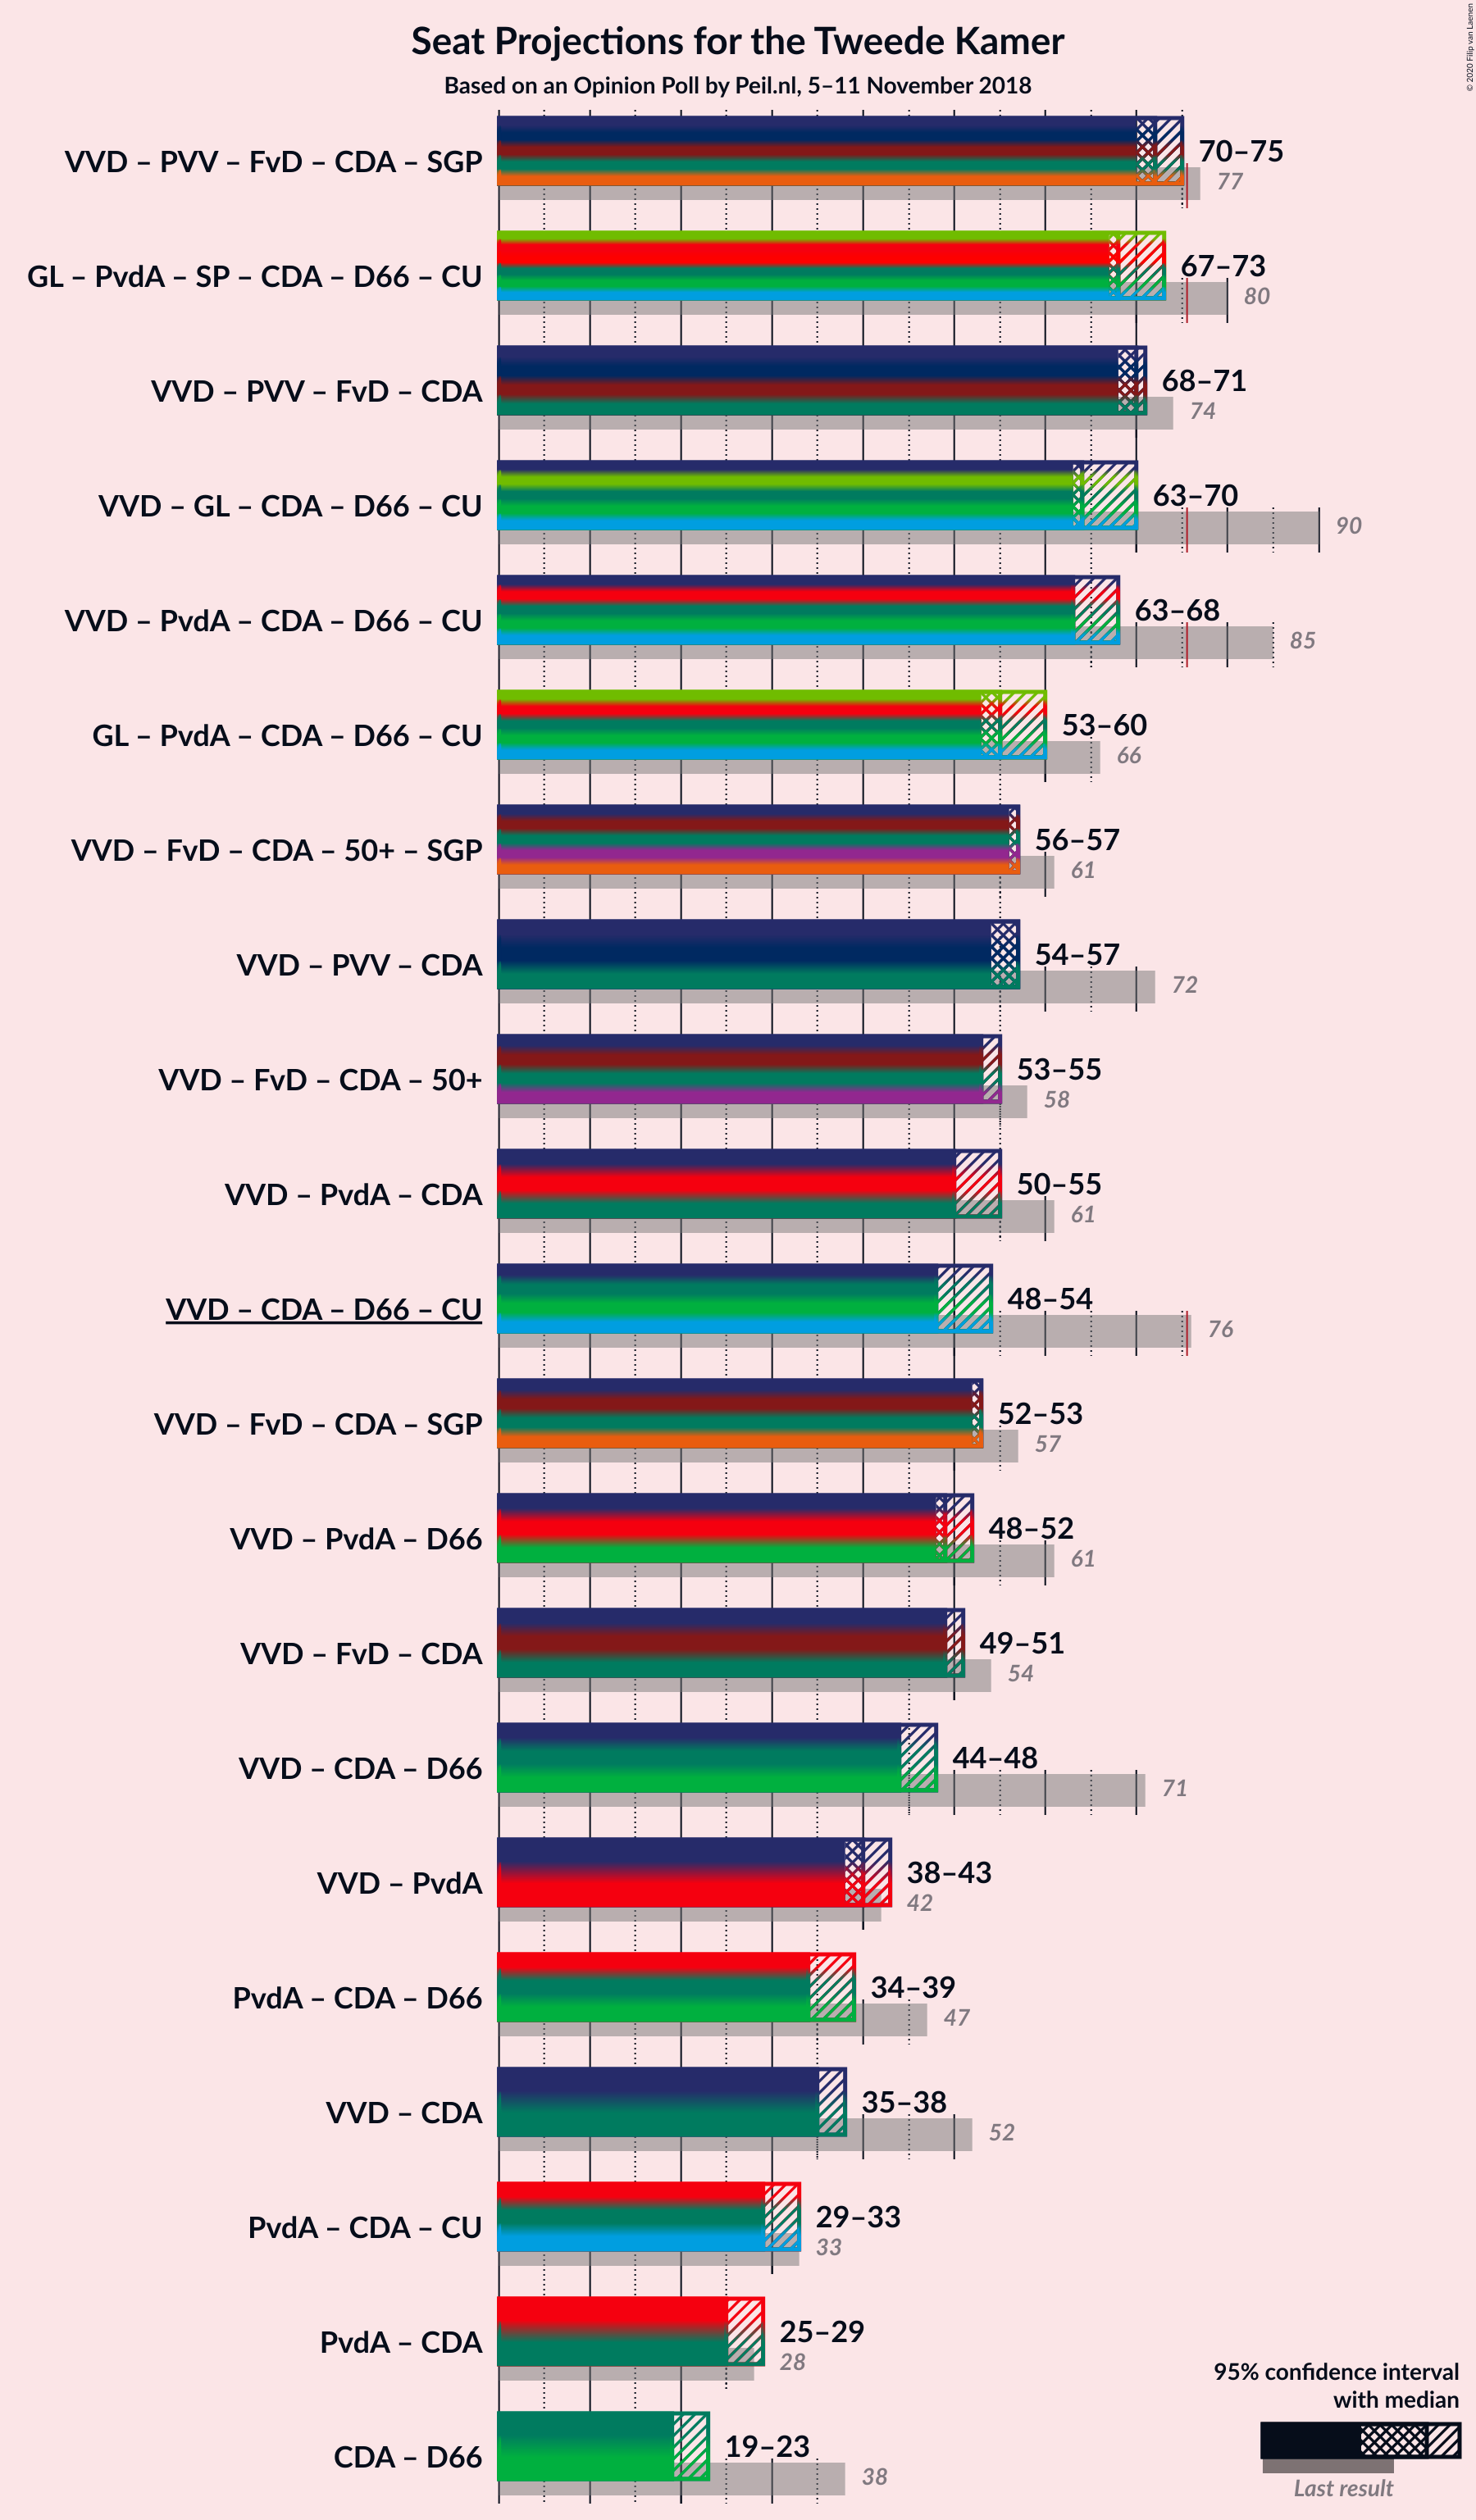 Seat Projections for the Tweede Kamer
Based on an Opinion Poll by Peil.nl, 5–11 November 2018
© 2020 Filip van Laenen
VVD – PVV – FvD – CDA – SGP
70–75
77
GL – PvdA – SP – CDA – D66 – CU
67–73
80
VVD – PVV – FvD – CDA
68–71
74
VVD – GL – CDA – D66 – CU
63–70
90
VVD – PvdA – CDA – D66 – CU
63–68
85
GL – PvdA – CDA – D66 – CU
53–60
66
VVD – FvD – CDA – 50+ – SGP
56–57
61
VVD – PVV – CDA
54–57
72
VVD – FvD – CDA – 50+
53–55
58
VVD – PvdA – CDA
50–55
61
VVD – CDA – D66 – CU
48–54
76
VVD – FvD – CDA – SGP
52–53
57
VVD – PvdA – D66
48–52
61
VVD – FvD – CDA
49–51
54
VVD – CDA – D66
44–48
71
VVD – PvdA
38–43
42
PvdA – CDA – D66
34–39
47
VVD – CDA
35–38
52
PvdA – CDA – CU
29–33
33
PvdA – CDA
25–29
28
CDA – D66
19–23
38
95% confidence interval
with median
Last result